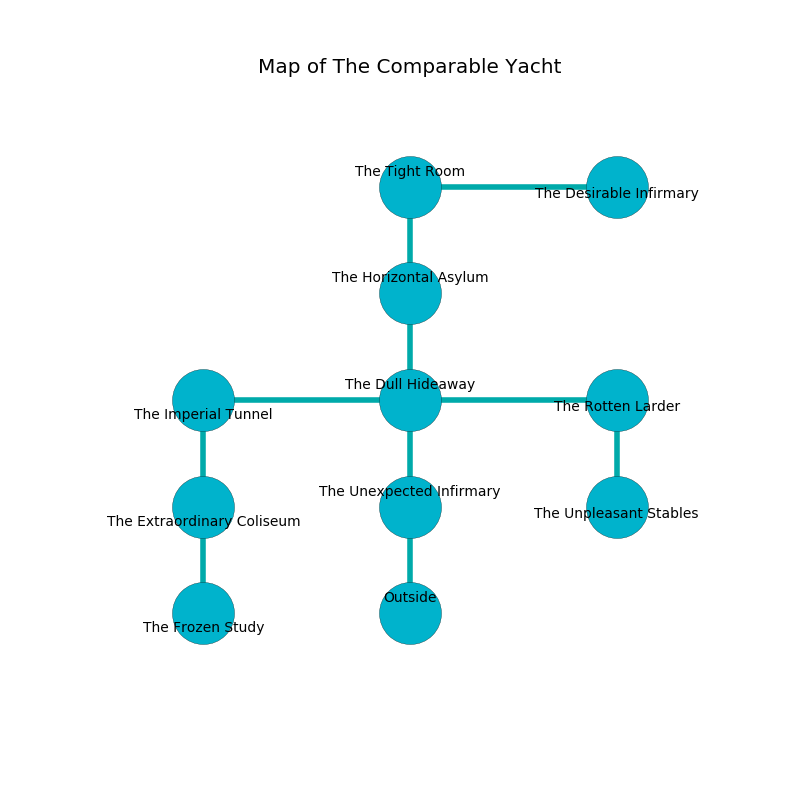 Map of The Comparable Yacht
The Tight Room
The Desirable Infirmary
The Horizontal Asylum
The Dull Hideaway
The Imperial Tunnel
The Rotten Larder
The Unexpected Infirmary
The Extraordinary Coliseum
The Unpleasant Stables
Outside
The Frozen Study